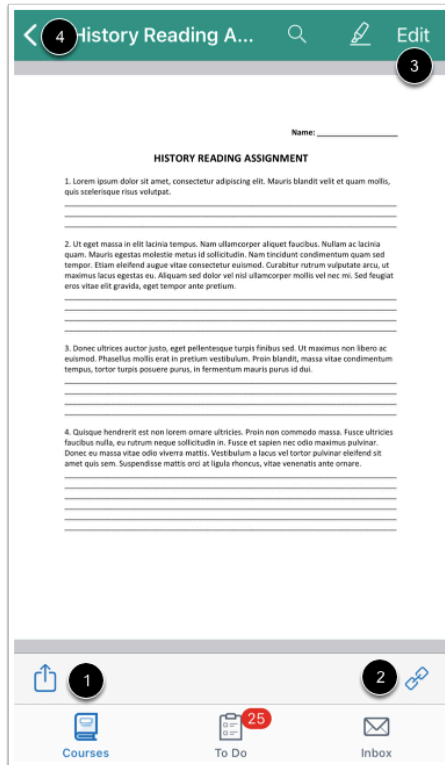 4 History Reading A... Edit
3
Name:
HISTORY READING ASSIGNMENT
1. Lorem ipsum dolor sit amet, consectetur adipiscing elit. Mauris blandit velit et quam mollis,
quis scelerisque risus volutpat.
2. Ut eget massa in elit lacinia tempus. Nam ullamcorper aliquet faucibus. Nullam ac lacinia
quam. Mauris egestas molestie metus id sollicitudin. Nam tincidunt condimentum quam sed
tempor. Etiam eleifend augue vitae consectetur euismod. Curabitur rutrum vulputate arcu, ut
maximus lacus egestas eu. Aliquam sed dolor vel nisl ullamcorper mollis vel nec mi. Sed feugiat
eros vitae elit gravida, eget tempor ante pretium.
3. Donec ultrices auctor justo, eget pellentesque turpis finibus sed. Ut maximus non libero ac
euismod. Phasellus mollis erat in pretium vestibulum. Proin blandit, massa vitae condimentum
tempus, tortor turpis posuere purus, in fermentum mauris purus id dui.
4. Quisque hendrerit est non lorem ornare ultricies. Proin non commodo massa. Fusce ultricies
faucibus nulla, eu rutrum neque sollicitudin in. Fusce et sapien nec odio maximus pulvinar.
Donec eu massa vitae odio viverra mattis. Vestibulum a lacus vel tortor pulvinar eleifend sit
amet quis sem. Suspendisse mattis orci at ligula rhoncus, vitae venenatis ante ornare.
1 2
25
Courses To Do Inbox